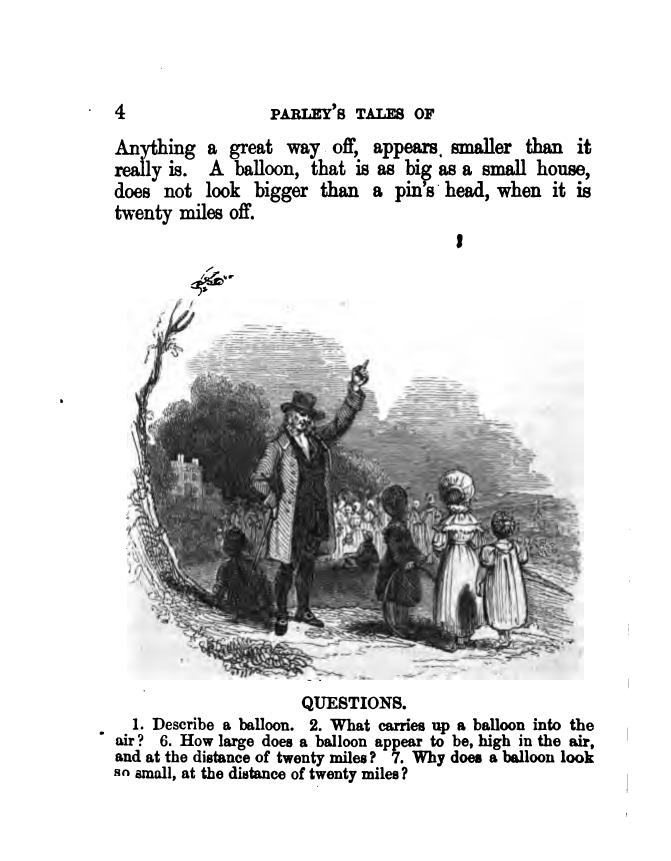 4 PARLEY'S TALES OF
Anything a great way off, appears smaller than it
really is. A balloon, that is as big as a small house,
does not look bigger than a pin's head, when it is
twenty miles off.
QUESTIONS.
1. Describe a balloon. 2. What carries up a balloon into the
air? 6. How large does a balloon appear to be, high in the air,
and at the distance of twenty miles? 7. Why does a balloon look
so small, at the distance of twenty miles?